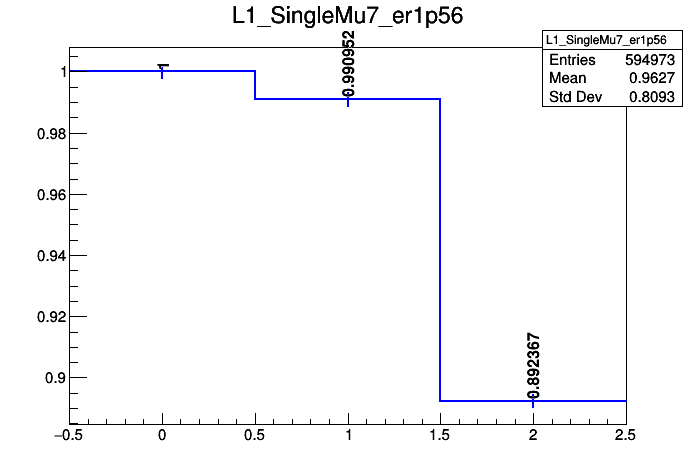 L1_SingleMu7_er1p56
L1_SingleMu7_er1p56
Entries 594973
Mean 0.9627
Std Dev 0.8093
1
0.990952
0.892367
1
0.98
0.96
0.94
0.92
0.9
−0.5 0 0.5 1 1.5 2 2.5